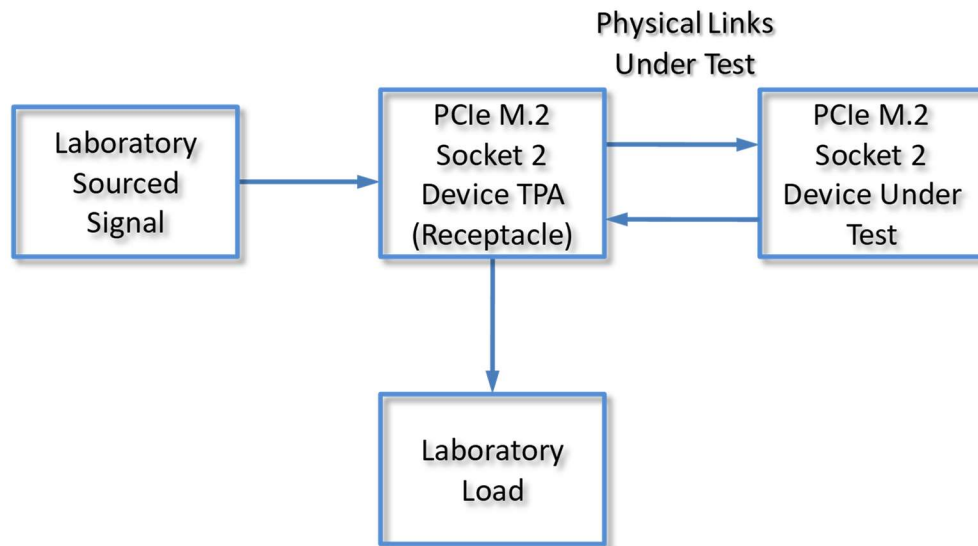 Physical Links
Under Test
Laboratory
Sourced
Signal
PCIe M.2
Socket 2
Device TPA
(Receptacle)
PCIe M.2
Socket 2
Device Under
Test
Laboratory
Load